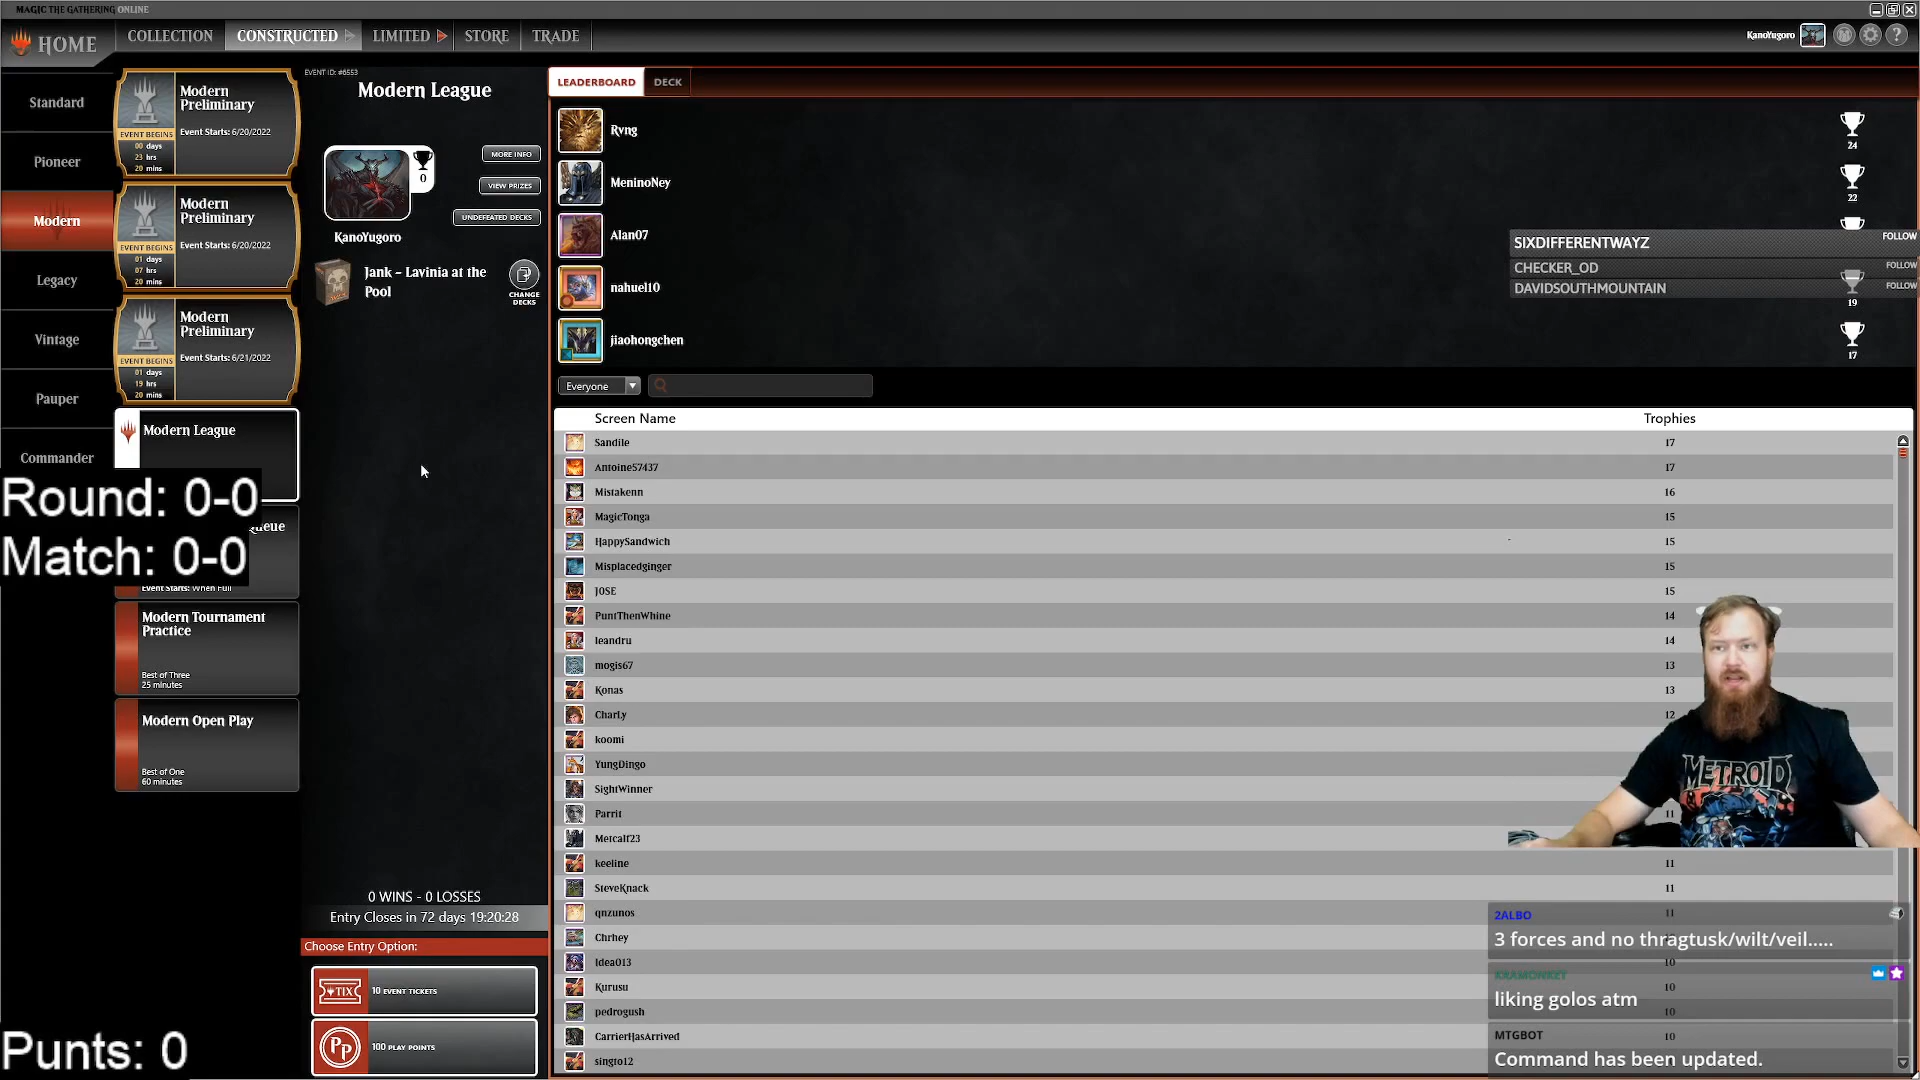 MAGIC THE GATHERING ONLINE
HOME
COLLECTION
CONSTRUCTED
LIMITED
STORE
TRADE
KanoYugoro
Standard
Pioneer
Modern
Legacy
Vintage
Pauper
Commander
Modern
Preliminary
Event Starts: 6/20/2022
EVENT BEGINS
00 days
23 hrs
20 mins
Modern
Preliminary
Event Starts: 6/20/2022
EVENT BEGINS
01 days
07 hrs
20 mins
Modern
Preliminary
Event Starts: 6/21/2022
EVENT BEGINS
01 days
19 hrs
20 mins
Modern League
Round: 0-0
Match: 0-0
Queue
Event Starts: When Full
Modern Tournament
Practice
Best of Three
25 minutes
Modern Open Play
Best of One
60 minutes
Punts: 0
EVENT ID: #6553
Modern League
0
MORE INFO
VIEW PRIZES
UNDEFEATED DECKS
KanoYugoro
Jank - Lavinia at the
Pool
CHANGE
DECKS
0 WINS - 0 LOSSES
Entry Closes in 72 days 19:20:28
Choose Entry Option:
TIX
10 EVENT TICKETS
PP
100 PLAY POINTS
LEADERBOARD
DECK
Rvng
24
MeninoNey
22
Alan07
nahuel10
19
jiaohongchen
17
SIXDIFFERENTWAYZ FOLLOW
CHECKER_OD FOLLOW
DAVIDSOUTHMOUNTAIN FOLLOW
Everyone
Screen Name Trophies
Sandile 17
Antoine57437 17
Mistakenn 16
MagicTonga 15
HappySandwich 15
Misplacedginger 15
JOSE 15
PuntThenWhine 14
leandru 14
mogis67 13
Konas 13
CharLy 12
koomi
YungDingo
SightWinner
Parrit 11
Metcalf23
keeline 11
SteveKnack 11
qnzunos 11
Chrhey
Idea013 10
Kurusu 10
pedrogush 10
CarrierHasArrived 10
singto12
METROID
2ALBO
3 forces and no thragtusk/wilt/veil.....
KRAMONKEY
liking golos atm
MTGBOT
Command has been updated.